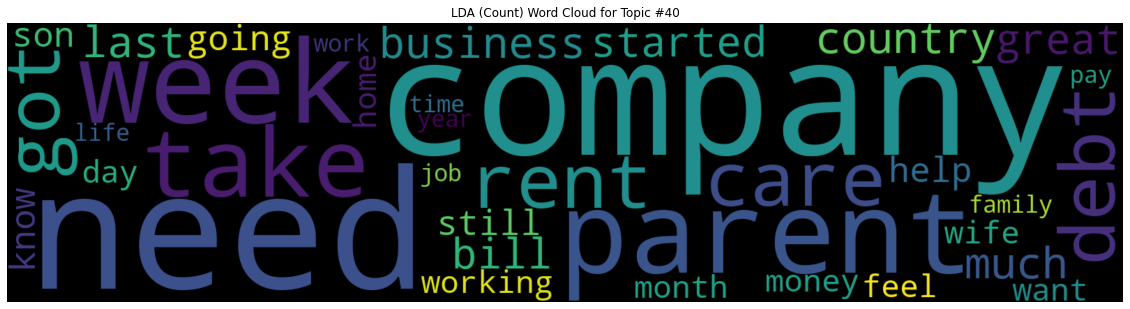 LDA (Count) Word Cloud for Topic #40
son
last
going
work
business
started
country
great
got
week
home
company
pay
time
year
life
take
day
job
rent
care
help
debt
know
need
still
parent
family
wife
bill
much
working
month
money
feel
want